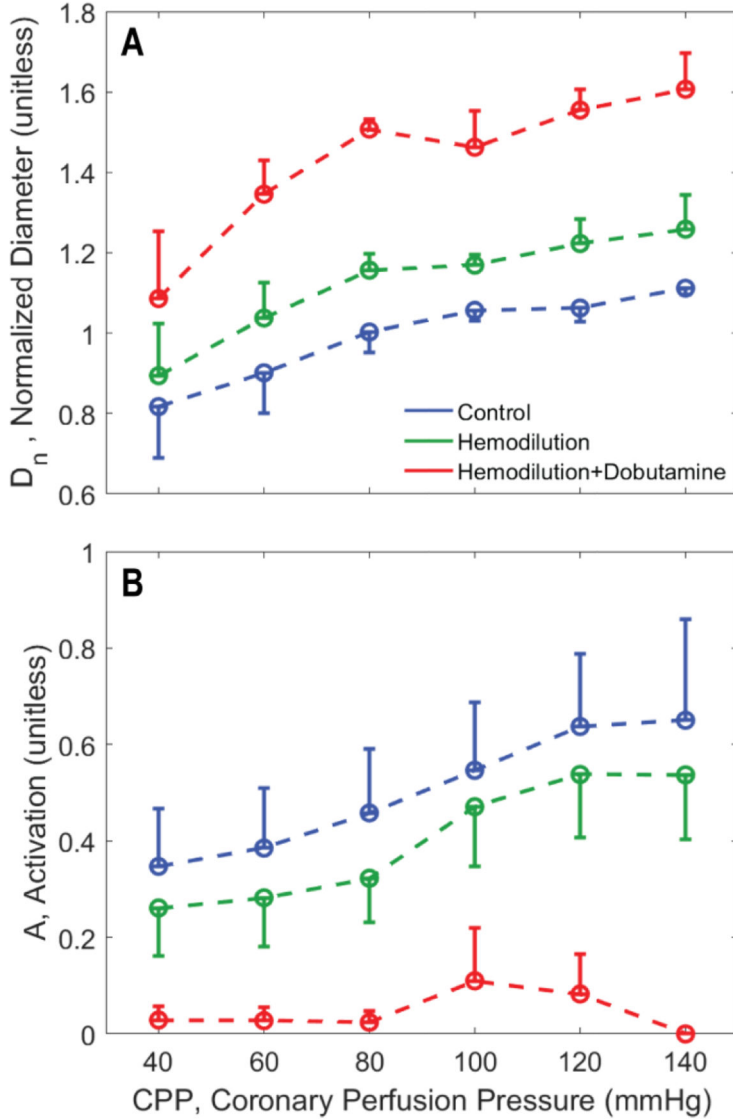 A
D_n , Normalized Diameter (unitless)
1.8
1.6
1.4
1.2
1
0.8
0.6
Control
Hemodilution
Hemodilution+Dobutamine
B
A, Activation (unitless)
1
0.8
0.6
0.4
0.2
0
40 60 80 100 120 140
CPP, Coronary Perfusion Pressure (mmHg)